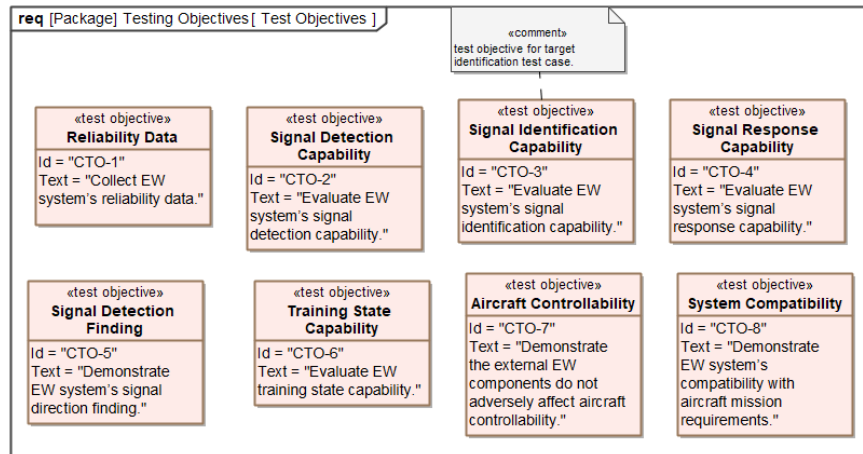 req [Package] Testing Objectives [ Test Objectives ]
«comment»
test objective for target
identification test case.
«test objective»
Reliability Data
Id = "CTO-1"
Text = "Collect EW
system's reliability data."
«test objective»
Signal Detection
Capability
Id = "CTO-2"
Text = "Evaluate EW
system's signal
detection capability."
«test objective»
Signal Identification
Capability
Id = "CTO-3"
Text = "Evaluate EW
system's signal
identification capability."
«test objective»
Signal Response
Capability
Id = "CTO-4"
Text = "Evaluate EW
system's signal
response capability."
«test objective»
Signal Detection
Finding
Id = "CTO-5"
Text = "Demonstrate
EW system's signal
direction finding."
«test objective»
Training State
Capability
Id = "CTO-6"
Text = "Evaluate EW
training state capability."
«test objective»
Aircraft Controllability
Id = "CTO-7"
Text = "Demonstrate
the external EW
components do not
adversely affect aircraft
controllability."
«test objective»
System Compatibility
Id = "CTO-8"
Text = "Demonstrate
EW system's
compatibility with
aircraft mission
requirements."